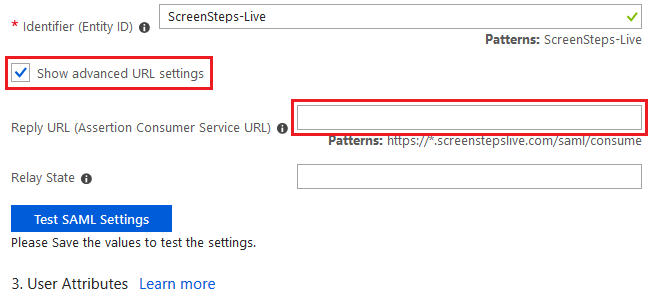 * Identifier (Entity ID) ScreenSteps-Live
Patterns: ScreenSteps-Live
Show advanced URL settings
Reply URL (Assertion Consumer Service URL)
Patterns: https://*.screenstepslive.com/saml/consume
Relay State
Test SAML Settings
Please Save the values to test the settings.
3. User Attributes Learn more